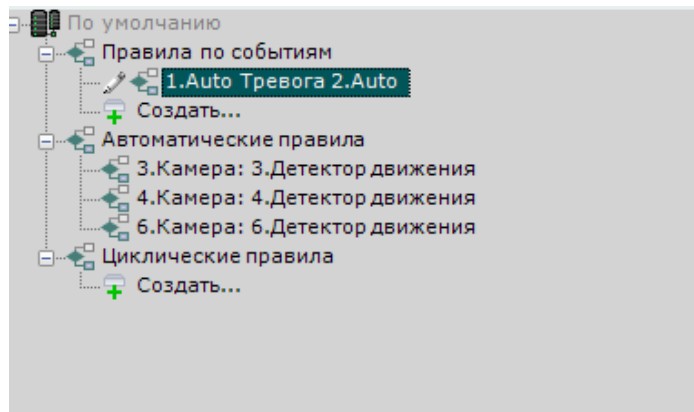 По умолчанию
Правила по событиям
1.Auto Тревога 2.Auto
Создать...
Автоматические правила
3.Камера: 3.Детектор движения
4.Камера: 4.Детектор движения
6.Камера: 6.Детектор движения
Циклические правила
Создать...